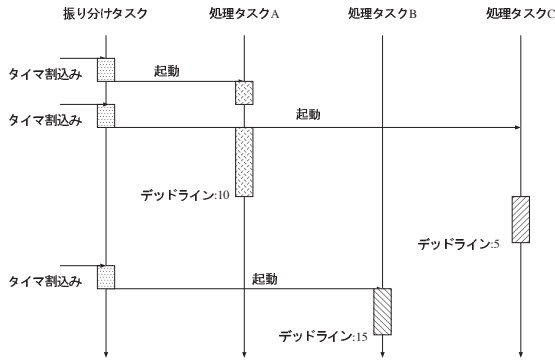 振り分けタスク
処理タスクA
処理タスクB
処理タスクC
タイマ割込み
起動
タイマ割込み
起動
デッドライン:10
デッドライン:5
タイマ割込み
起動
デッドライン:15